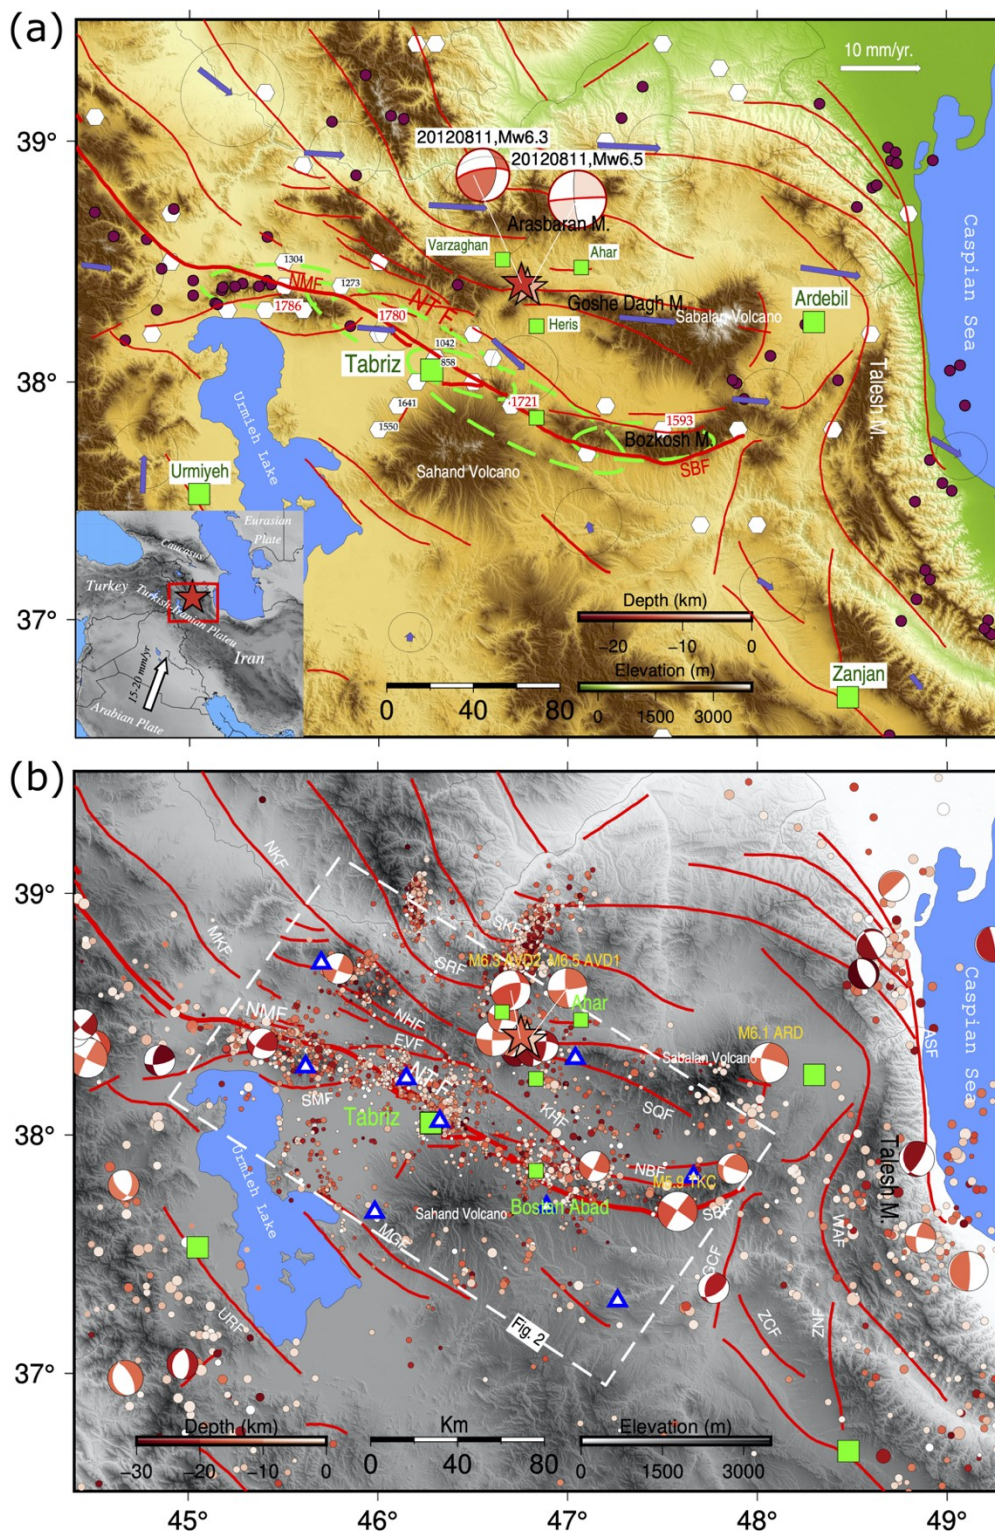 (a)
10 mm/yr.
39°
20120811,Mw6.3
20120811,Mw6.5
Arasbaran M.
Varzaghan
Ahar
Caspian Sea
1304
NMF
1273
1786
N.T.F.
1780
Goshe Dagh M.
Ardebil
Sabalan Volcano
Heris
1042
38°
Tabriz
858
Talesh M.
1641
1721
1593
1550
Bozkosh M.
Urmieh Lake
Sahand Volcano
SBF
Urmiyeh
Eurasian
Plate
Caucasus
Turkey
Turkish-Iranian Plateu
37°
Iran
15-20 mm/yr
Arabian Plate
Depth (km)
−20 −10 0
Elevation (m)
0 1500 3000
0 40 80
Zanjan
(b)
39°
NKF
MKF
SKF
SRF
M6.3 AVD2
M6.5 AVD1
Ahar
NMF
NHF
EVF
M6.1 ARD
Caspian Sea
ASF
Sabalan Volcano
N.T.F.
SMF
KHF
SQF
38°
Tabriz
NBF
Talesh M.
Urmieh Lake
Sahand Volcano
Bostan Abad
SBF
MGF
GCF
WAF
URF
Fig. 2
ZCF
ZNF
37°
Depth (km)
−30 −20 −10 0
Km
0 40 80
Elevation (m)
0 1500 3000
45° 46° 47° 48° 49°